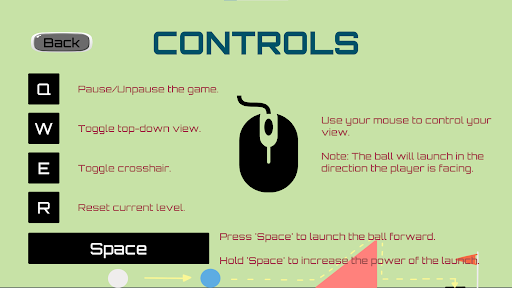 Back
CONTROLS
Q
Pause/Unpause the game.
W
Toggle top-down view.
E
Toggle crosshair.
R
Reset current level.
Use your mouse to control your
view.
Note: The ball will launch in the
direction the player is facing.
Space
Press 'Space' to launch the ball forward.
Hold 'Space' to increase the power of the launch.